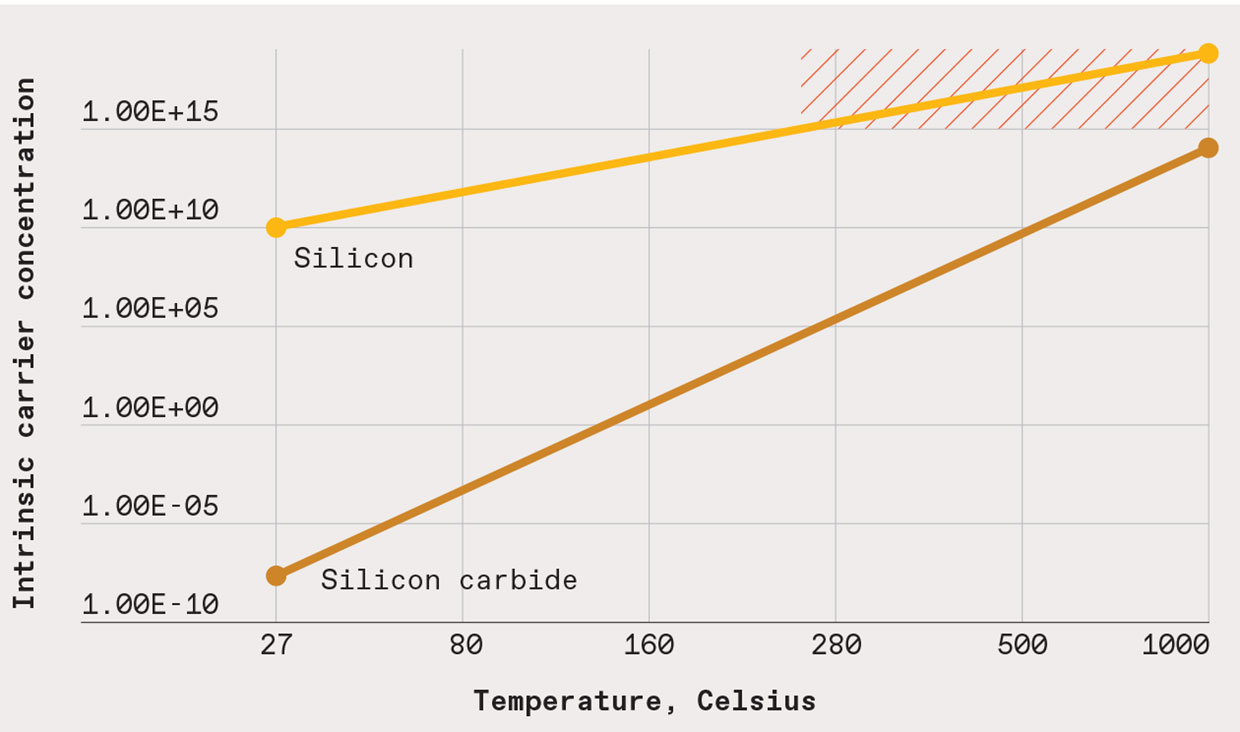 Intrinsic carrier concentration
1.00E+15
1.00E+10
1.00E+05
1.00E+00
1.00E-05
1.00E-10
Silicon
Silicon carbide
27 80 160 280 500 1000
Temperature, Celsius